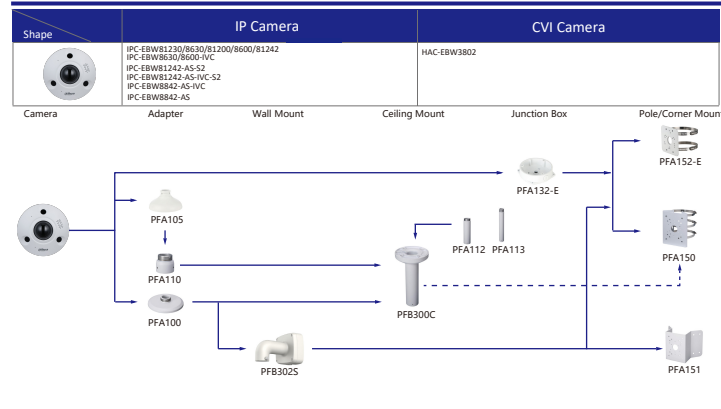 Shape
IP Camera
CVI Camera
IPC-EBW81230/8630/81200/8600/81242
IPC-EBW8630/8600-IVC
IPC-EBW81242-AS-S2
IPC-EBW81242-AS-IVC-S2
IPC-EBW8842-AS-IVC
IPC-EBW8842-AS
HAC-EBW3802
Camera
Adapter
Wall Mount
Ceiling Mount
Junction Box
Pole/Corner Moun
PFA152-E
PFA132-E
PFA105
PFA112
PFA113
PFA150
PFA110
PFB300C
PFA100
PFB302S
PFA151